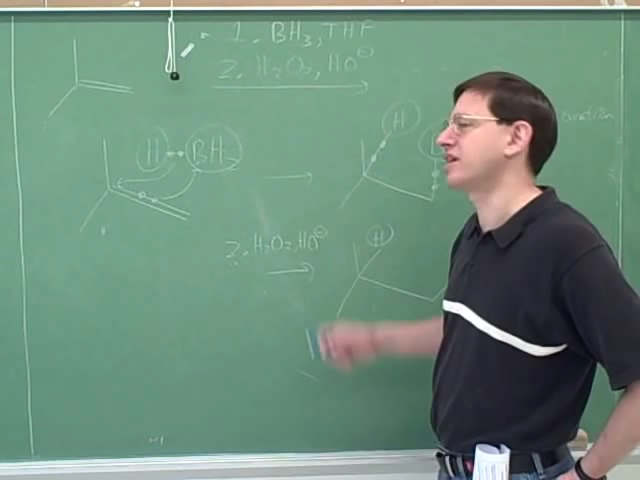 1. BH₃, THF
2. H₂O₂, HO⊖
H BH₂
H
2. H₂O₂, HO⊖
H